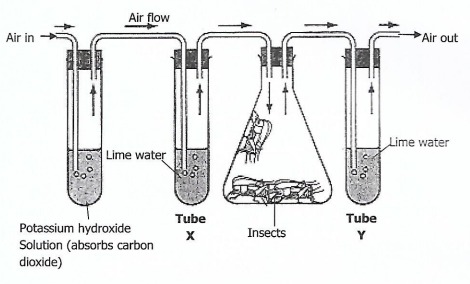 Air flow
Air in
Air out
Lime water
Lime water
Tube
X
Insects
Tube
Y
Potassium hydroxide
Solution (absorbs carbon
dioxide)